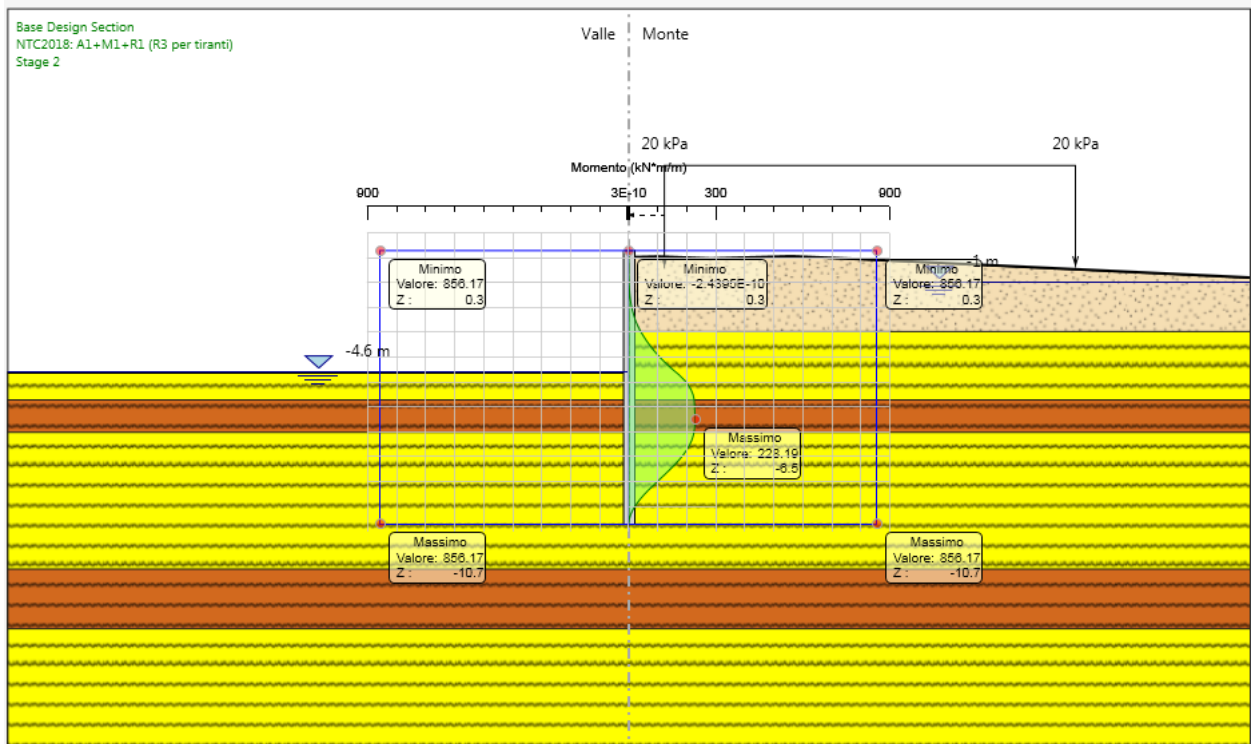 Base Design Section
NTC2018: A1+M1+R1 (R3 per tiranti)
Stage 2
Valle
Monte
20 kPa
20 kPa
Momento (kN*m/m)
900
3E-10
300
900
-1 m
Minimo
Valore: 856.17
Z : 0.3
Minimo
Valore: -2.4395E-10
Z : 0.3
Minimo
Valore: 856.17
Z : 0.3
-4.6 m
Massimo
Valore: 228.19
Z : -6.5
Massimo
Valore: 856.17
Z : -10.7
Massimo
Valore: 856.17
Z : -10.7